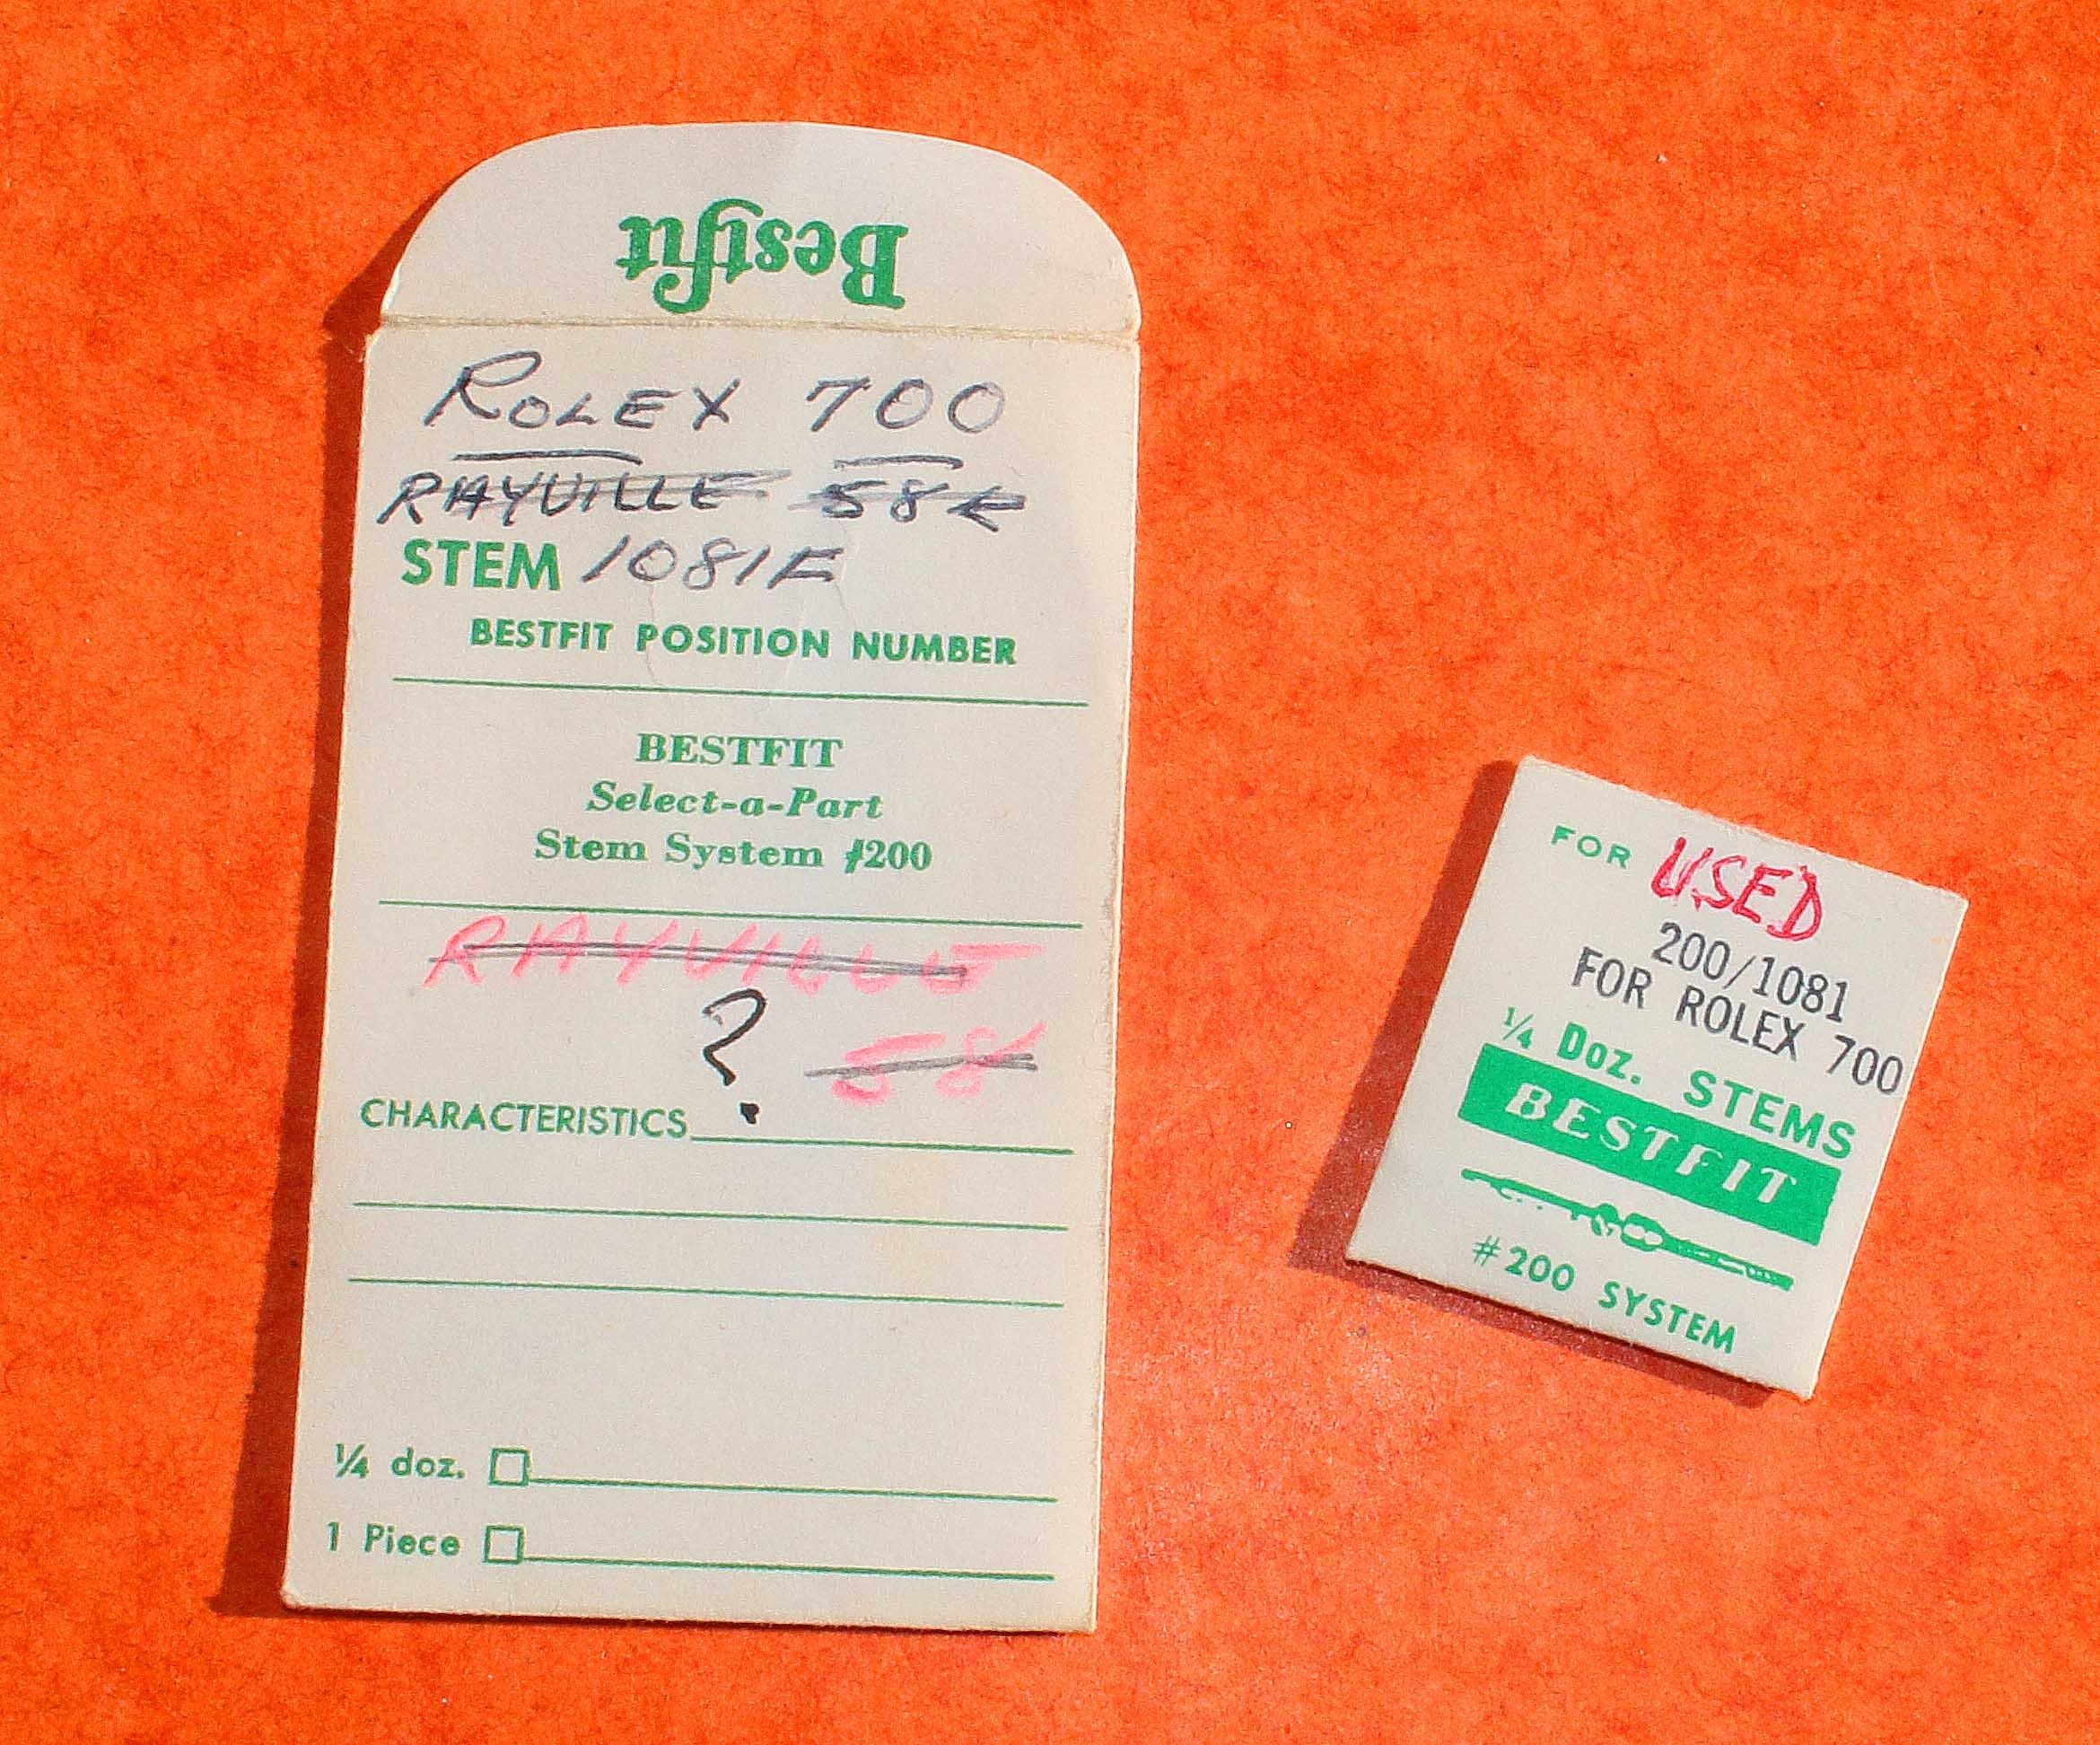 Bestfit
ROLEX 700
RAYVILLE 58
STEM 1081F
BESTFIT POSITION NUMBER
BESTFIT
Select-a-Part
Stem System #200
RAYVILLE
?
58
CHARACTERISTICS
1/4 doz.
1 Piece
FOR USED
200/1081
FOR ROLEX 700
1/4 Doz. STEMS
BESTFIT
#200 SYSTEM